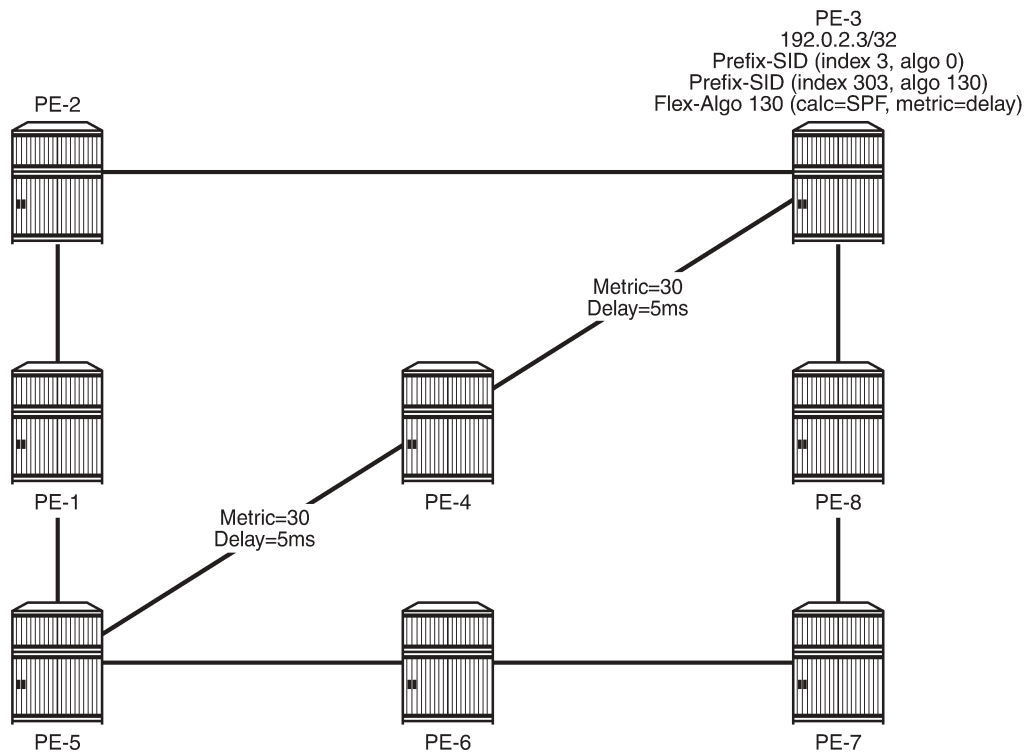 PE-3
192.0.2.3/32
Prefix-SID (index 3, algo 0)
Prefix-SID (index 303, algo 130)
Flex-Algo 130 (calc=SPF, metric=delay)
PE-2
Metric=30
Delay=5ms
PE-1
PE-4
PE-8
Metric=30
Delay=5ms
PE-5
PE-6
PE-7